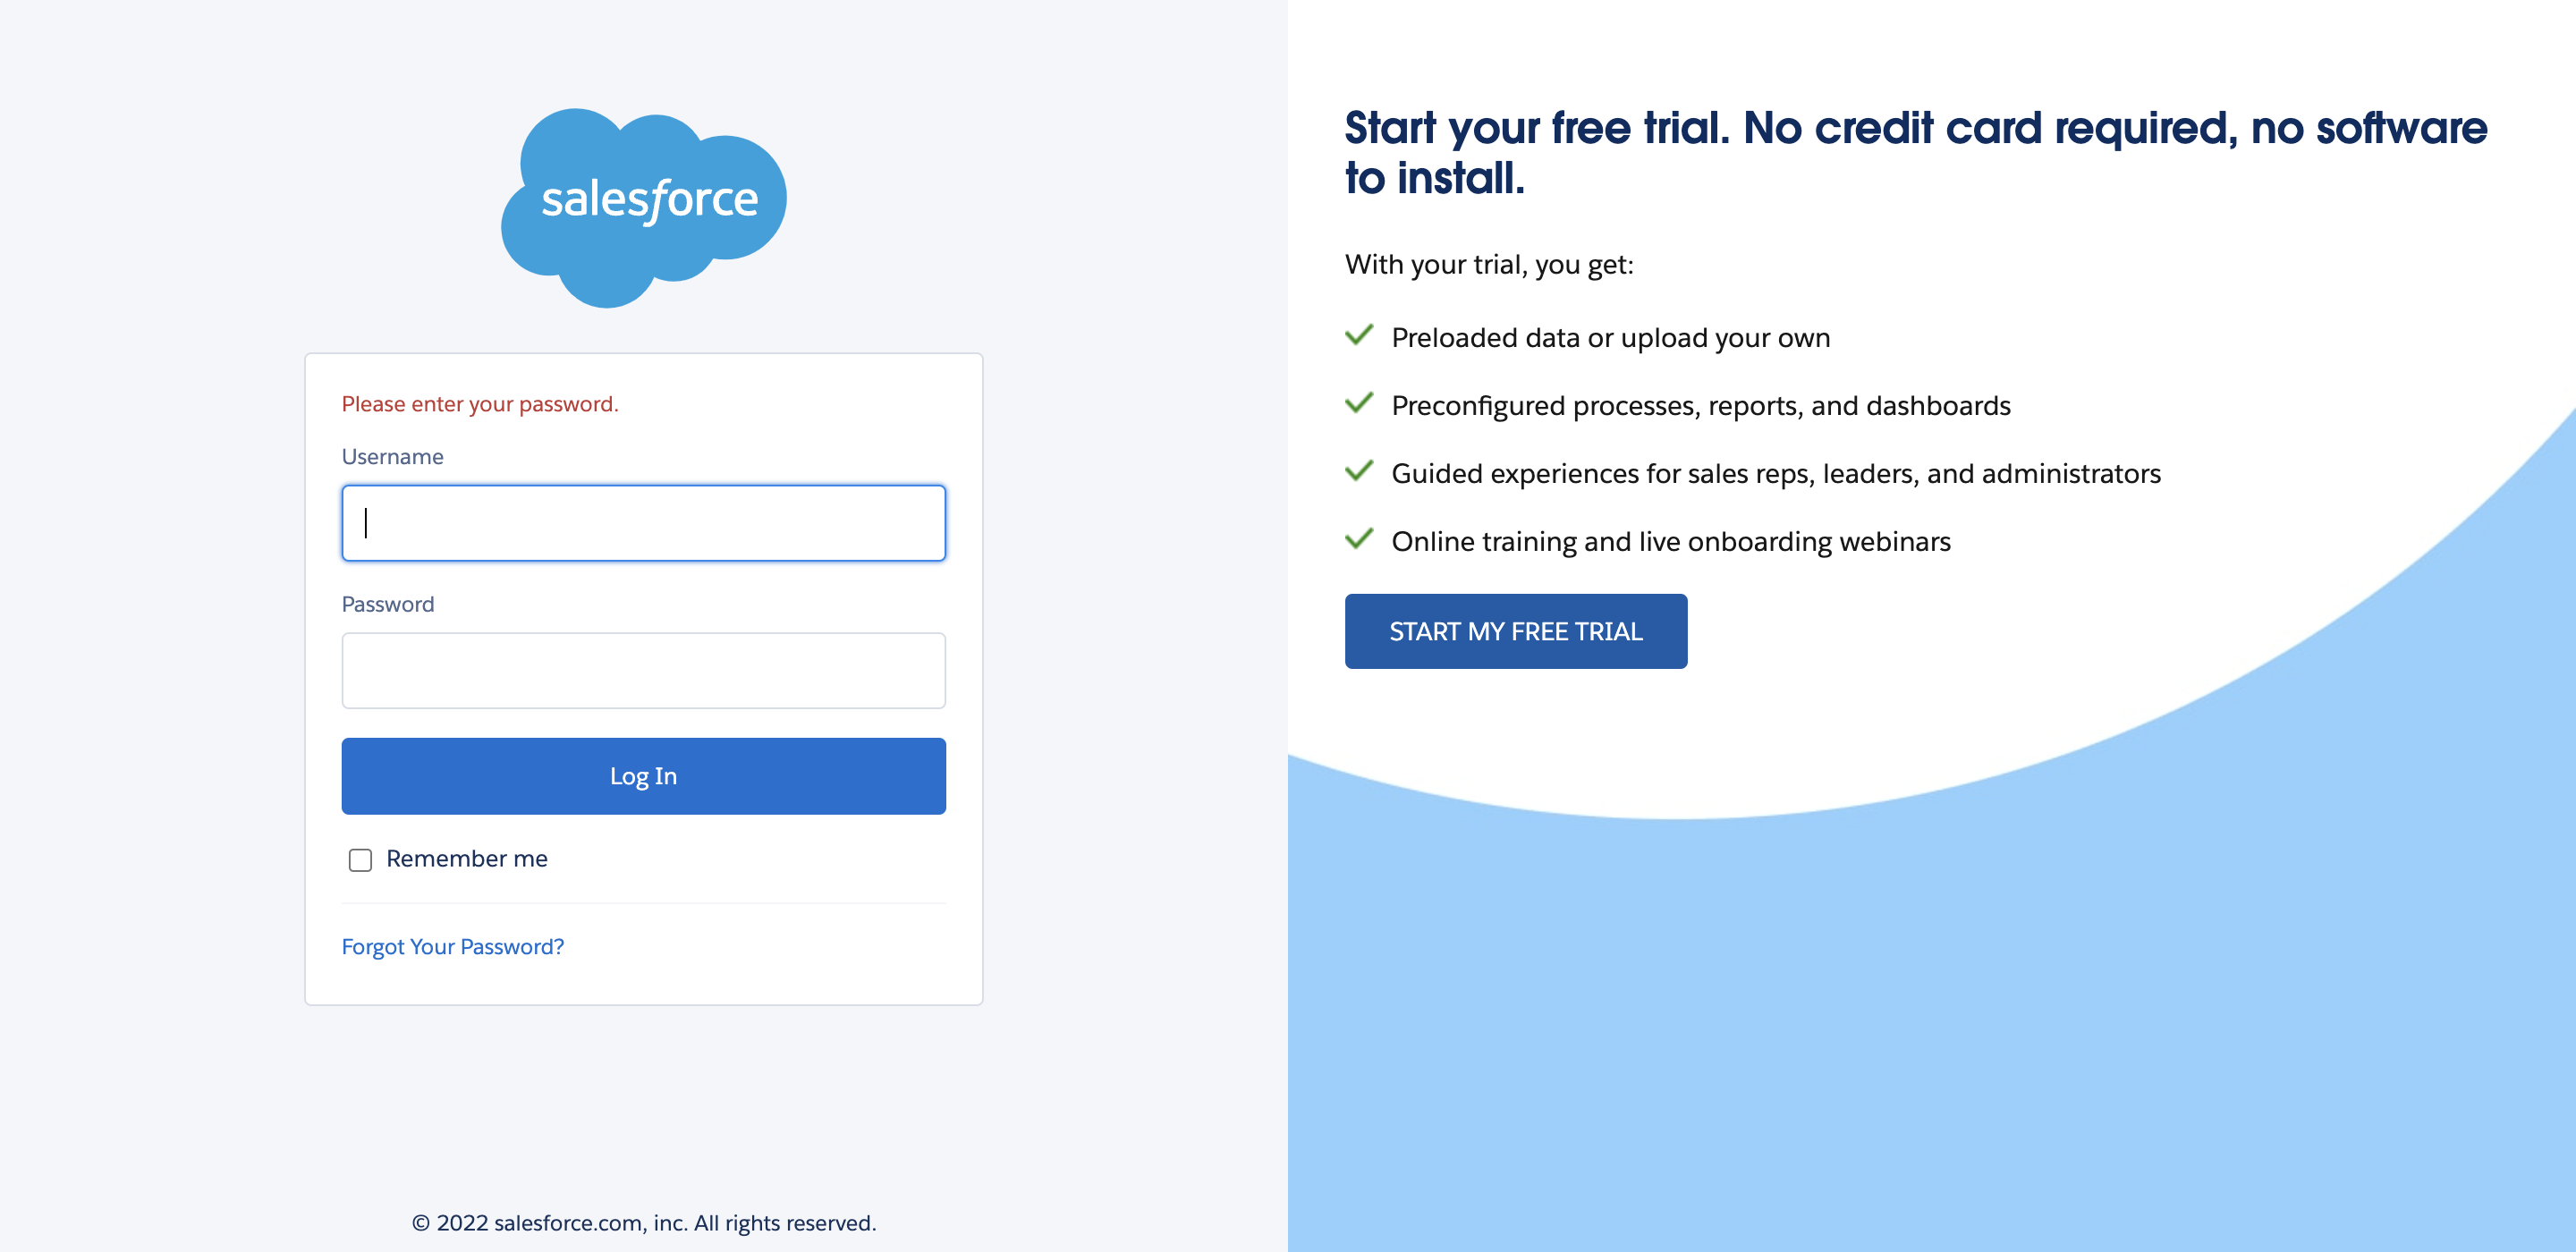 salesforce
Please enter your password.
Username
Password
Log In
Remember me
Forgot Your Password?
© 2022 salesforce.com, inc. All rights reserved.
Start your free trial. No credit card required, no software
to install.
With your trial, you get:
Preloaded data or upload your own
Preconfigured processes, reports, and dashboards
Guided experiences for sales reps, leaders, and administrators
Online training and live onboarding webinars
START MY FREE TRIAL